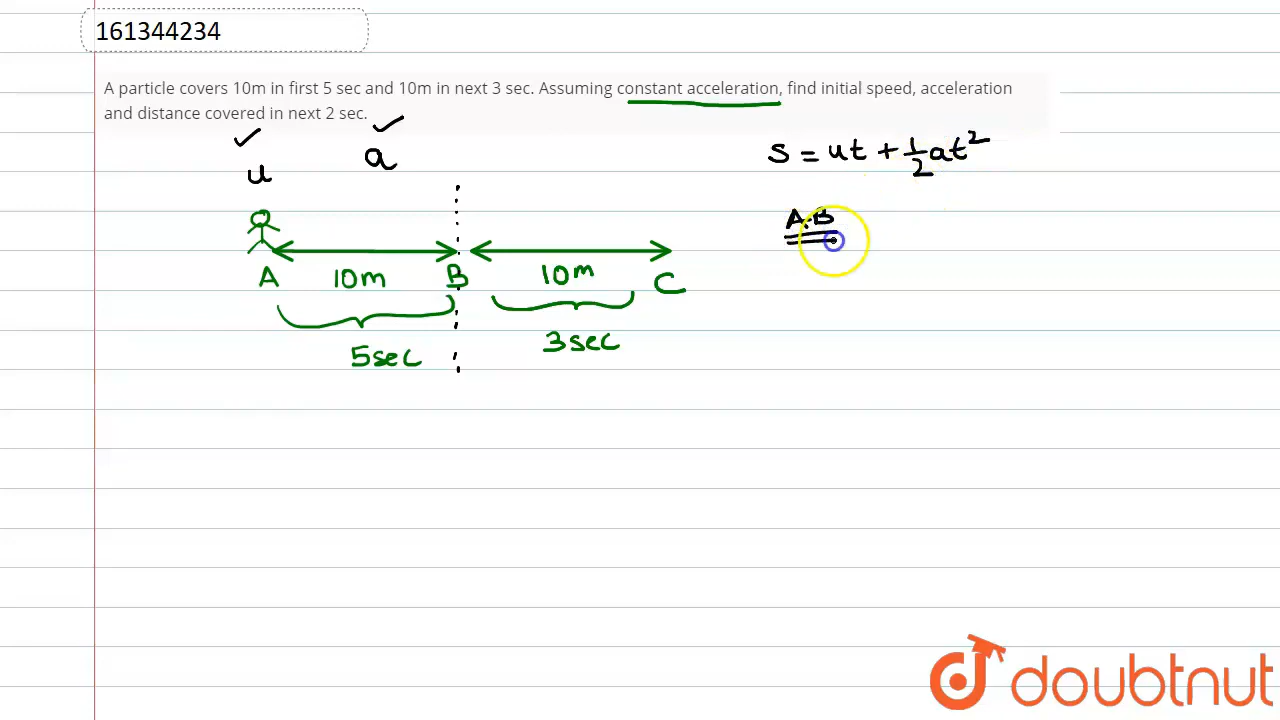 161344234
A particle covers 10m in first 5 sec and 10m in next 3 sec. Assuming constant acceleration, find initial speed, acceleration
and distance covered in next 2 sec.
S = ut + 1/2 at²
u a
A·B
A 10m B 10m C
5sec 3sec
doubtnut